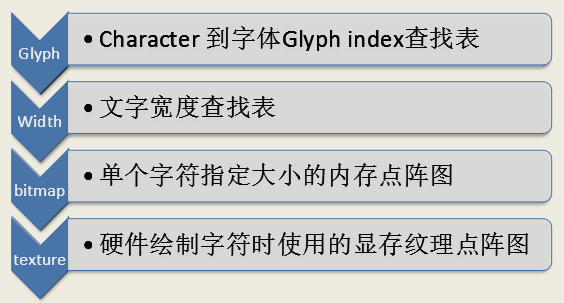 Glyph
• Character 到字体Glyph index查找表
Width
• 文字宽度查找表
bitmap
• 单个字符指定大小的内存点阵图
texture
• 硬件绘制字符时使用的显存纹理点阵图